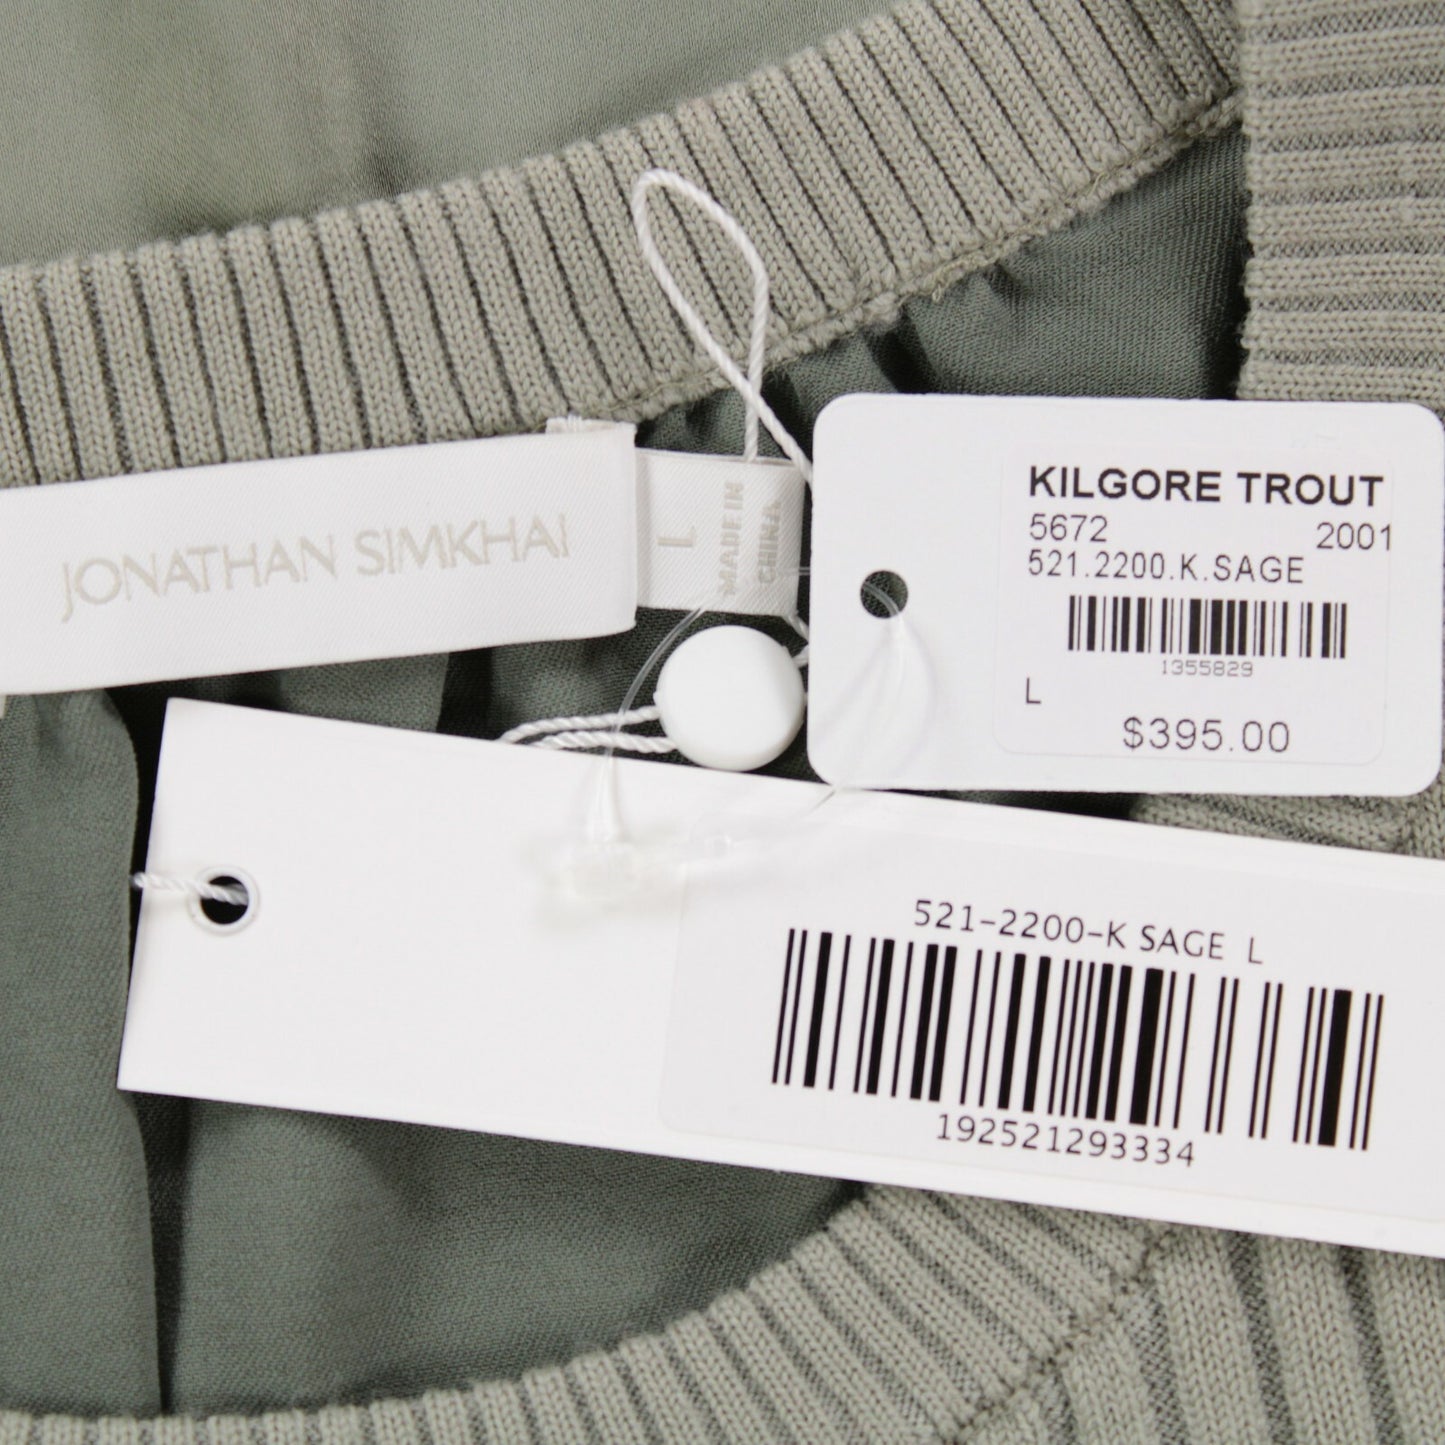 JONATHAN SIMKHAI
L
MADE IN
CHINA
KILGORE TROUT
5672 2001
521.2200.K.SAGE
1355829
L
$395.00
521-2200-K SAGE L
192521293334